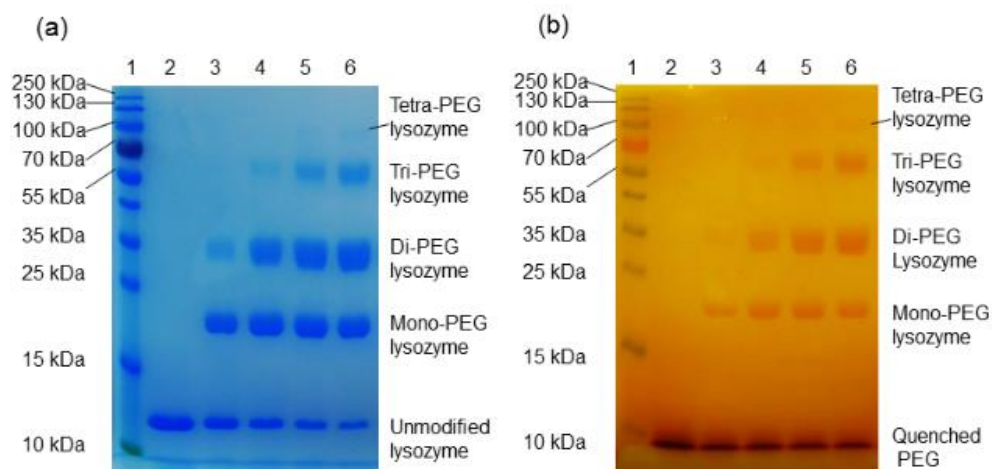 (a)
1 2 3 4 5 6
250 kDa
130 kDa
100 kDa
70 kDa
55 kDa
35 kDa
25 kDa
15 kDa
10 kDa
Tetra-PEG
lysozyme
Tri-PEG
lysozyme
Di-PEG
lysozyme
Mono-PEG
lysozyme
Unmodified
lysozyme
(b)
1 2 3 4 5 6
250 kDa
130 kDa
100 kDa
70 kDa
55 kDa
35 kDa
25 kDa
15 kDa
10 kDa
Tetra-PEG
lysozyme
Tri-PEG
lysozyme
Di-PEG
Lysozyme
Mono-PEG
lysozyme
Quenched
PEG